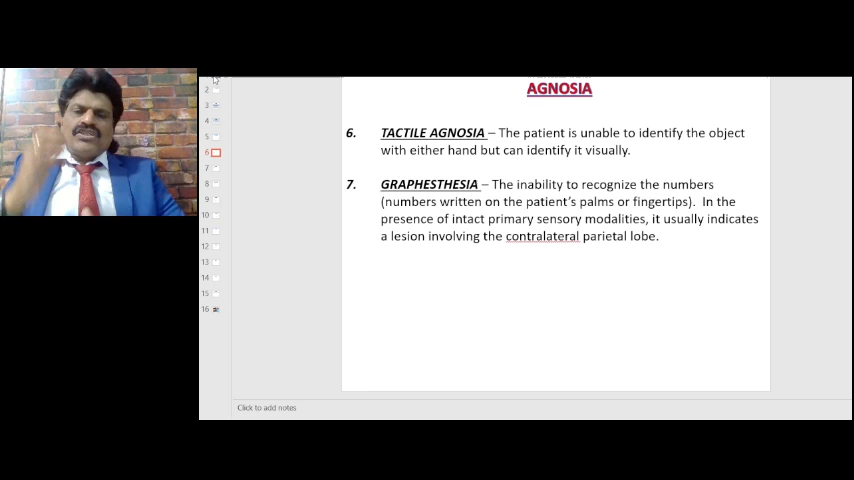 AGNOSIA
6. TACTILE AGNOSIA – The patient is unable to identify the object
with either hand but can identify it visually.
7. GRAPHESTHESIA – The inability to recognize the numbers
(numbers written on the patient's palms or fingertips). In the
presence of intact primary sensory modalities, it usually indicates
a lesion involving the contralateral parietal lobe.
2
3
4
5
6
7
8
9
10
11
12
13
14
15
16
Click to add notes